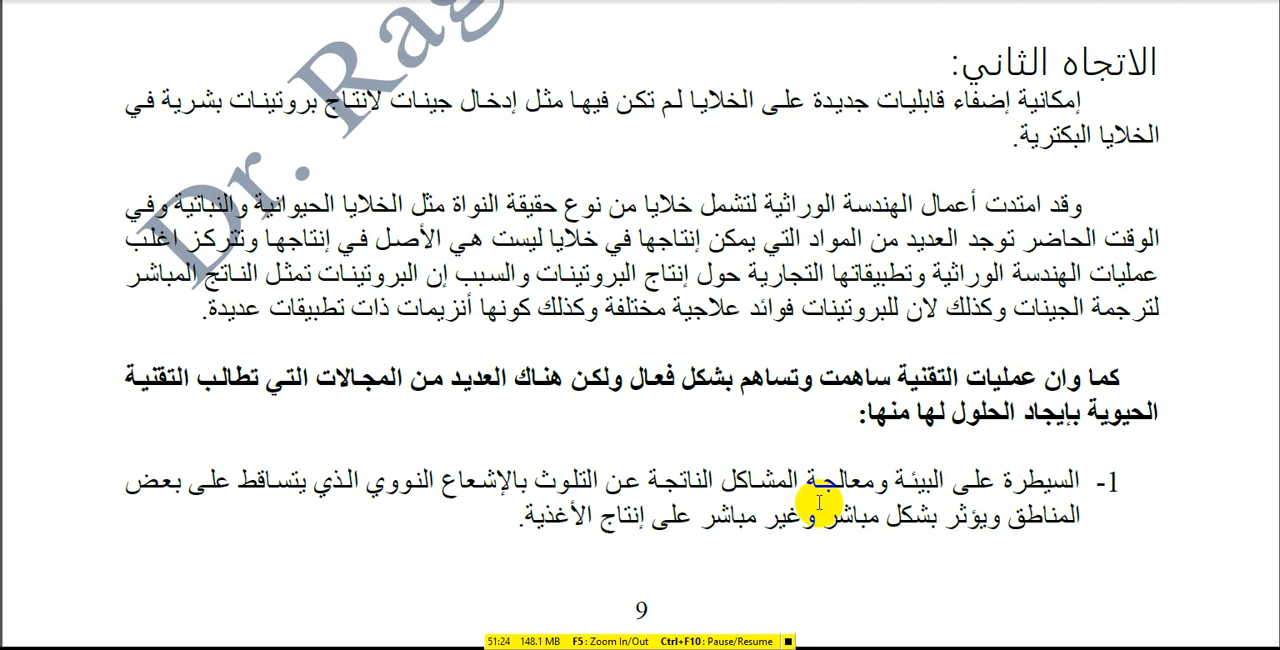 الاتجاه الثاني:
إمكانية إضفاء قابليات جديدة على الخلايا لم تكن فيها مثل إدخال جينات لانتاج بروتينات بشرية في
الخلايا البكترية.
وقد امتدت أعمال الهندسة الوراثية لتشمل خلايا من نوع حقيقة النواة مثل الخلايا الحيوانية والنباتية وفي
الوقت الحاضر توجد العديد من المواد التي يمكن إنتاجها في خلايا ليست هي الأصل في إنتاجها وتتركز اغلب
عمليات الهندسة الوراثية وتطبيقاتها التجارية حول إنتاج البروتينات والسبب إن البروتينات تمثل الناتج المباشر
لترجمة الجينات وكذلك لان للبروتينات فوائد علاجية مختلفة وكذلك كونها أنزيمات ذات تطبيقات عديدة.
كما وان عمليات التقنية ساهمت وتساهم بشكل فعال ولكن هناك العديد من المجالات التي تطالب التقنية
الحيوية بإيجاد الحلول لها منها:
1- السيطرة على البيئة ومعالجة المشاكل الناتجة عن التلوث بالإشعاع النووي الذي يتساقط على بعض
المناطق ويؤثر بشكل مباشر وغير مباشر على إنتاج الأغذية.
9
Dr. Rag
51:24 148.1 MB F5: Zoom In/Out Ctrl+F10: Pause/Resume